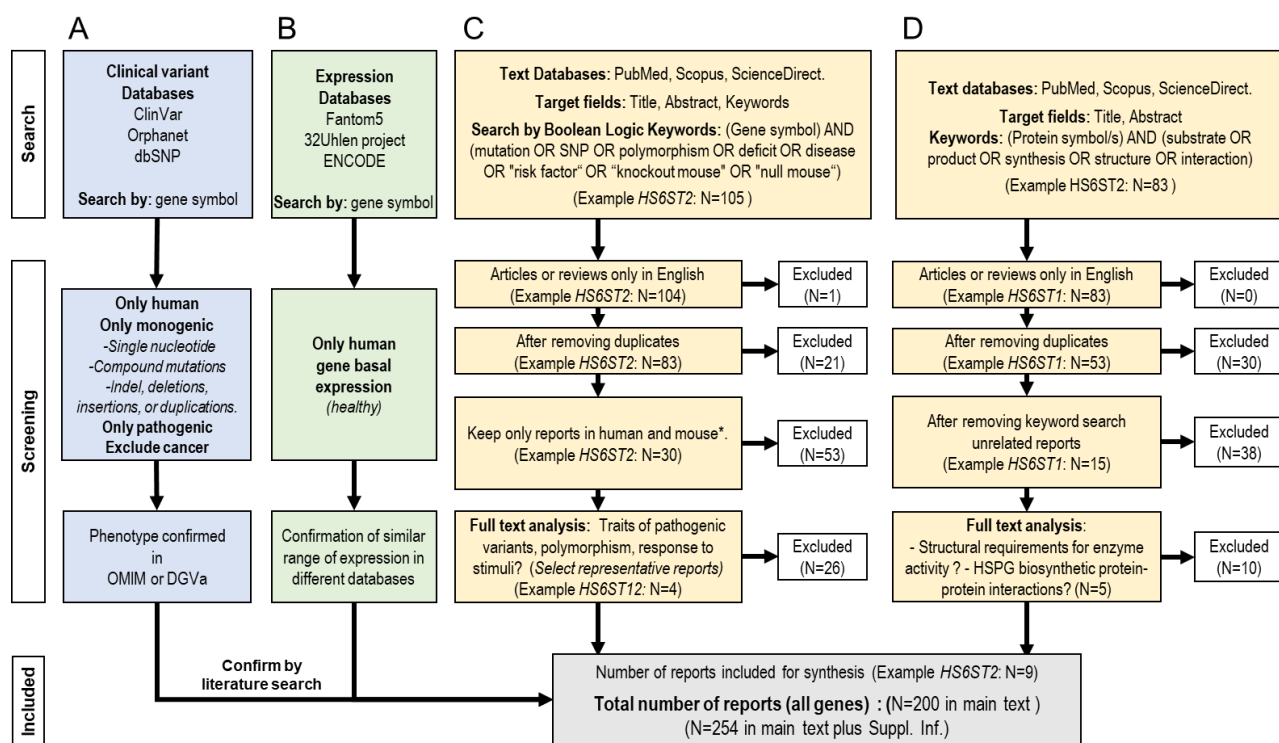 A
B
C
D
Search
Clinical variant
Databases
ClinVar
Orphanet
dbSNP
Search by: gene symbol
Expression
Databases
Fantom5
32Uhlen project
ENCODE
Search by: gene symbol
Text Databases: PubMed, Scopus, ScienceDirect.
Target fields: Title, Abstract, Keywords
Search by Boolean Logic Keywords: (Gene symbol) AND
(mutation OR SNP OR polymorphism OR deficit OR disease
OR "risk factor“ OR “knockout mouse" OR "null mouse“)
(Example HS6ST2: N=105 )
Text databases: PubMed, Scopus, ScienceDirect.
Target fields: Title, Abstract
Keywords: (Protein symbol/s) AND (substrate OR
product OR synthesis OR structure OR interaction)
(Example HS6ST2: N=83 )
Screening
Only human
Only monogenic
-Single nucleotide
-Compound mutations
-Indel, deletions,
insertions, or duplications.
Only pathogenic
Exclude cancer
Phenotype confirmed
in
OMIM or DGVa
Only human
gene basal
expression
(healthy)
Confirmation of similar
range of expression in
different databases
Articles or reviews only in English
(Example HS6ST2: N=104)
Excluded
(N=1)
After removing duplicates
(Example HS6ST2: N=83)
Excluded
(N=21)
Keep only reports in human and mouse*.
(Example HS6ST2: N=30)
Excluded
(N=53)
Full text analysis: Traits of pathogenic
variants, polymorphism, response to
stimuli? (Select representative reports)
(Example HS6ST12: N=4)
Excluded
(N=26)
Articles or reviews only in English
(Example HS6ST1: N=83)
Excluded
(N=0)
After removing duplicates
(Example HS6ST1: N=53)
Excluded
(N=30)
After removing keyword search
unrelated reports
(Example HS6ST1: N=15)
Excluded
(N=38)
Full text analysis:
- Structural requirements for enzyme
activity ? - HSPG biosynthetic protein-
protein interactions? (N=5)
Excluded
(N=10)
Included
Confirm by
literature search
Number of reports included for synthesis (Example HS6ST2: N=9)
Total number of reports (all genes) : (N=200 in main text )
(N=254 in main text plus Suppl. Inf.)